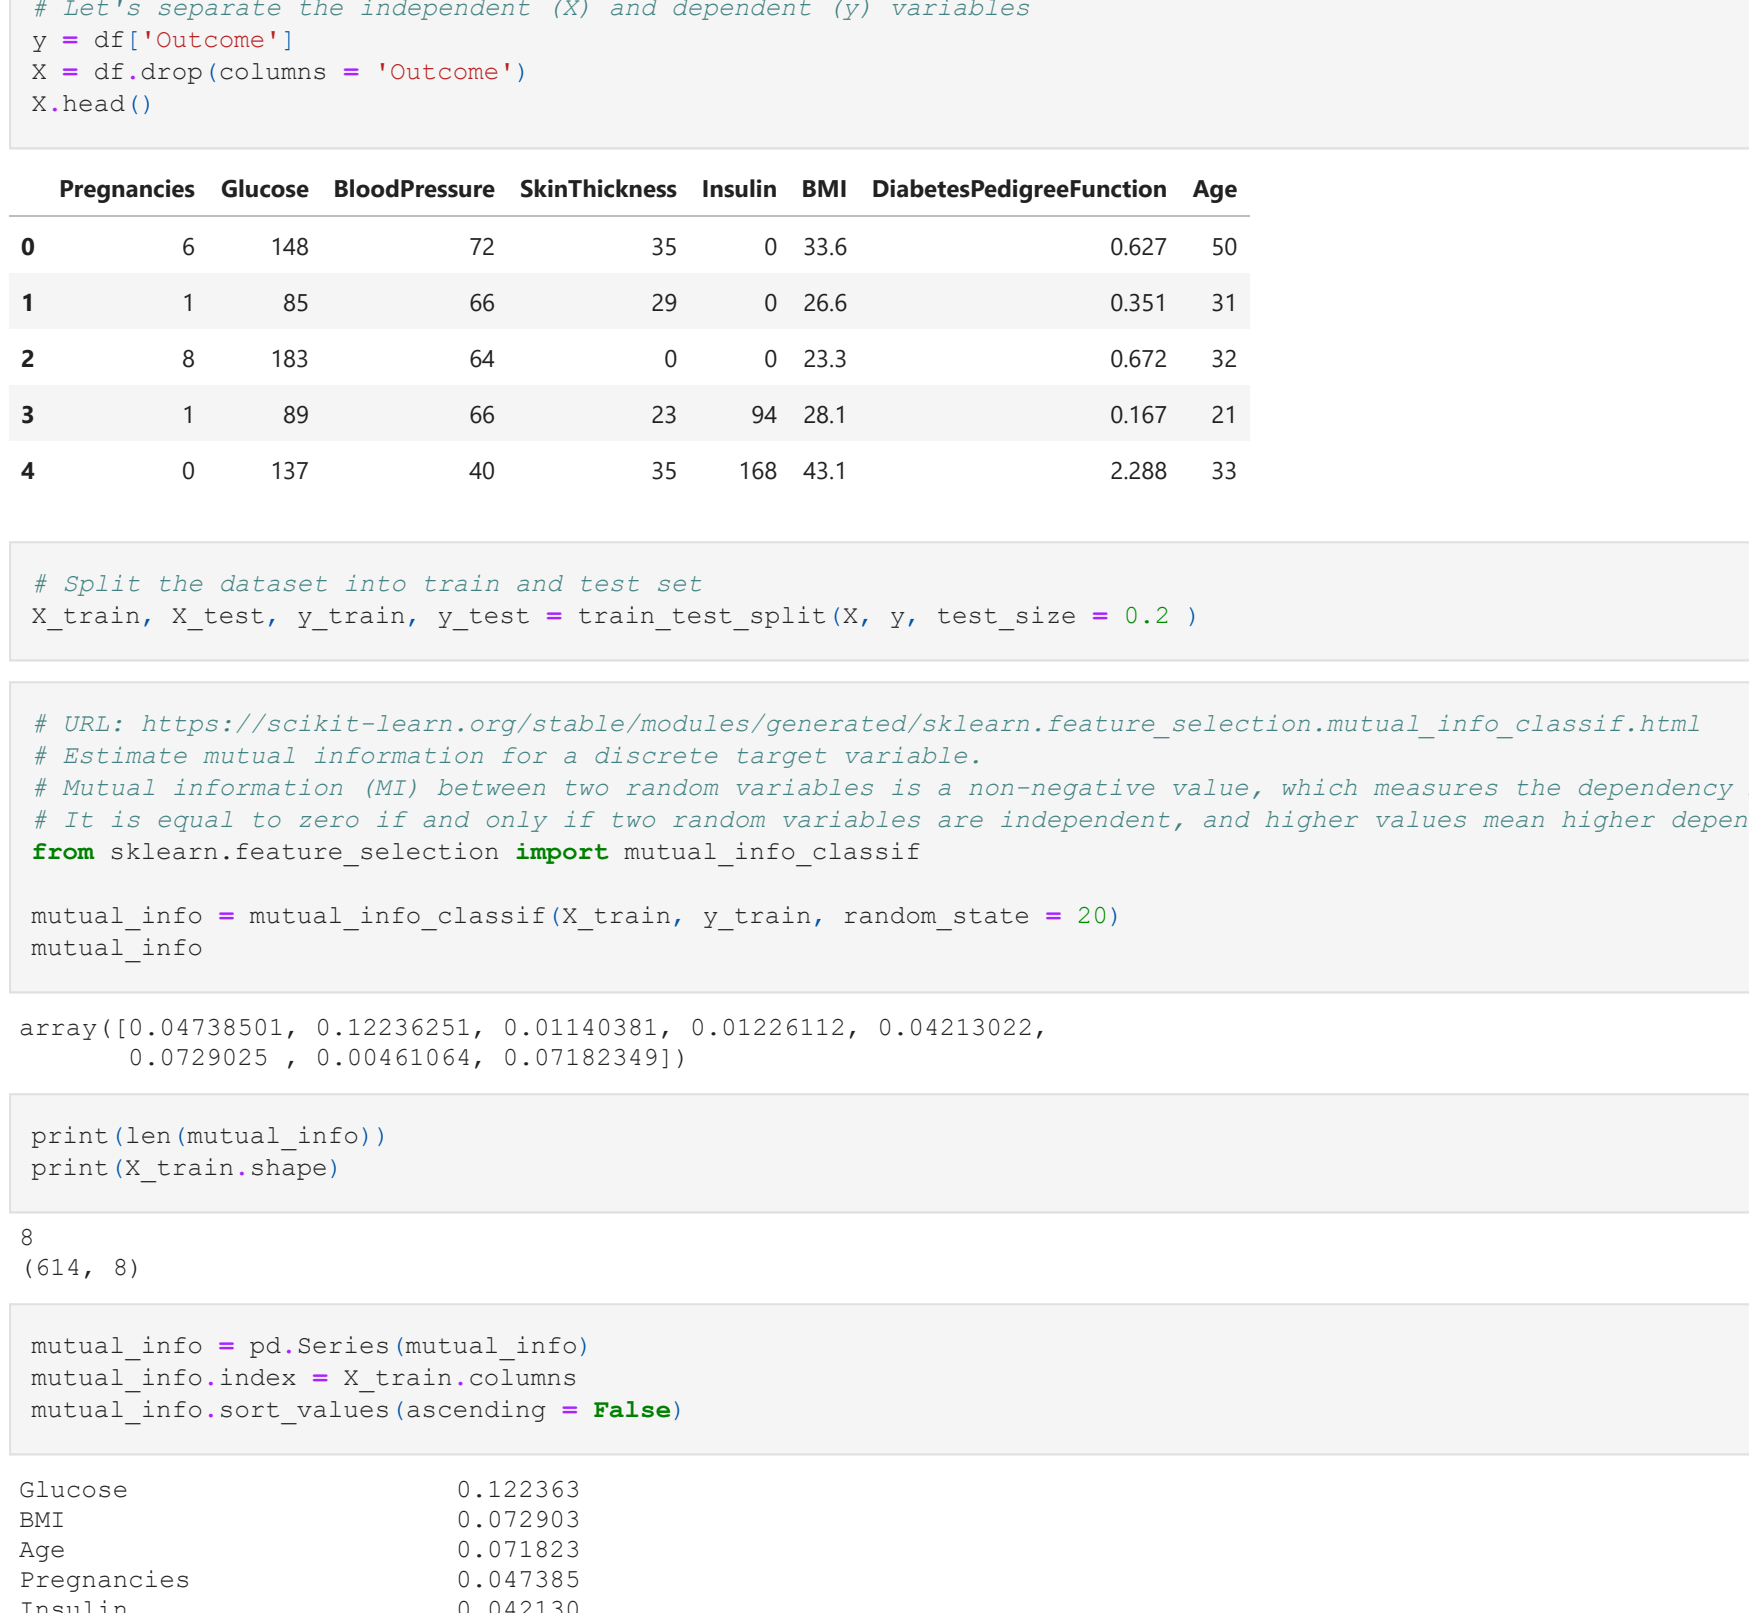 # Let's separate the independent (X) and dependent (y) variables
y = df['Outcome']
X = df.drop(columns = 'Outcome')
X.head()
Pregnancies Glucose BloodPressure SkinThickness Insulin BMI DiabetesPedigreeFunction Age
0 6 148 72 35 0 33.6 0.627 50
1 1 85 66 29 0 26.6 0.351 31
2 8 183 64 0 0 23.3 0.672 32
3 1 89 66 23 94 28.1 0.167 21
4 0 137 40 35 168 43.1 2.288 33
# Split the dataset into train and test set
X_train, X_test, y_train, y_test = train_test_split(X, y, test_size = 0.2 )
# URL: https://scikit-learn.org/stable/modules/generated/sklearn.feature_selection.mutual_info_classif.html
# Estimate mutual information for a discrete target variable.
# Mutual information (MI) between two random variables is a non-negative value, which measures the dependency
# It is equal to zero if and only if two random variables are independent, and higher values mean higher depen
from sklearn.feature_selection import mutual_info_classif
mutual_info = mutual_info_classif(X_train, y_train, random_state = 20)
mutual_info
array([0.04738501, 0.12236251, 0.01140381, 0.01226112, 0.04213022,
0.0729025 , 0.00461064, 0.07182349])
print(len(mutual_info))
print(X_train.shape)
8
(614, 8)
mutual_info = pd.Series(mutual_info)
mutual_info.index = X_train.columns
mutual_info.sort_values(ascending = False)
Glucose 0.122363
BMI 0.072903
Age 0.071823
Pregnancies 0.047385
Insulin 0.042130